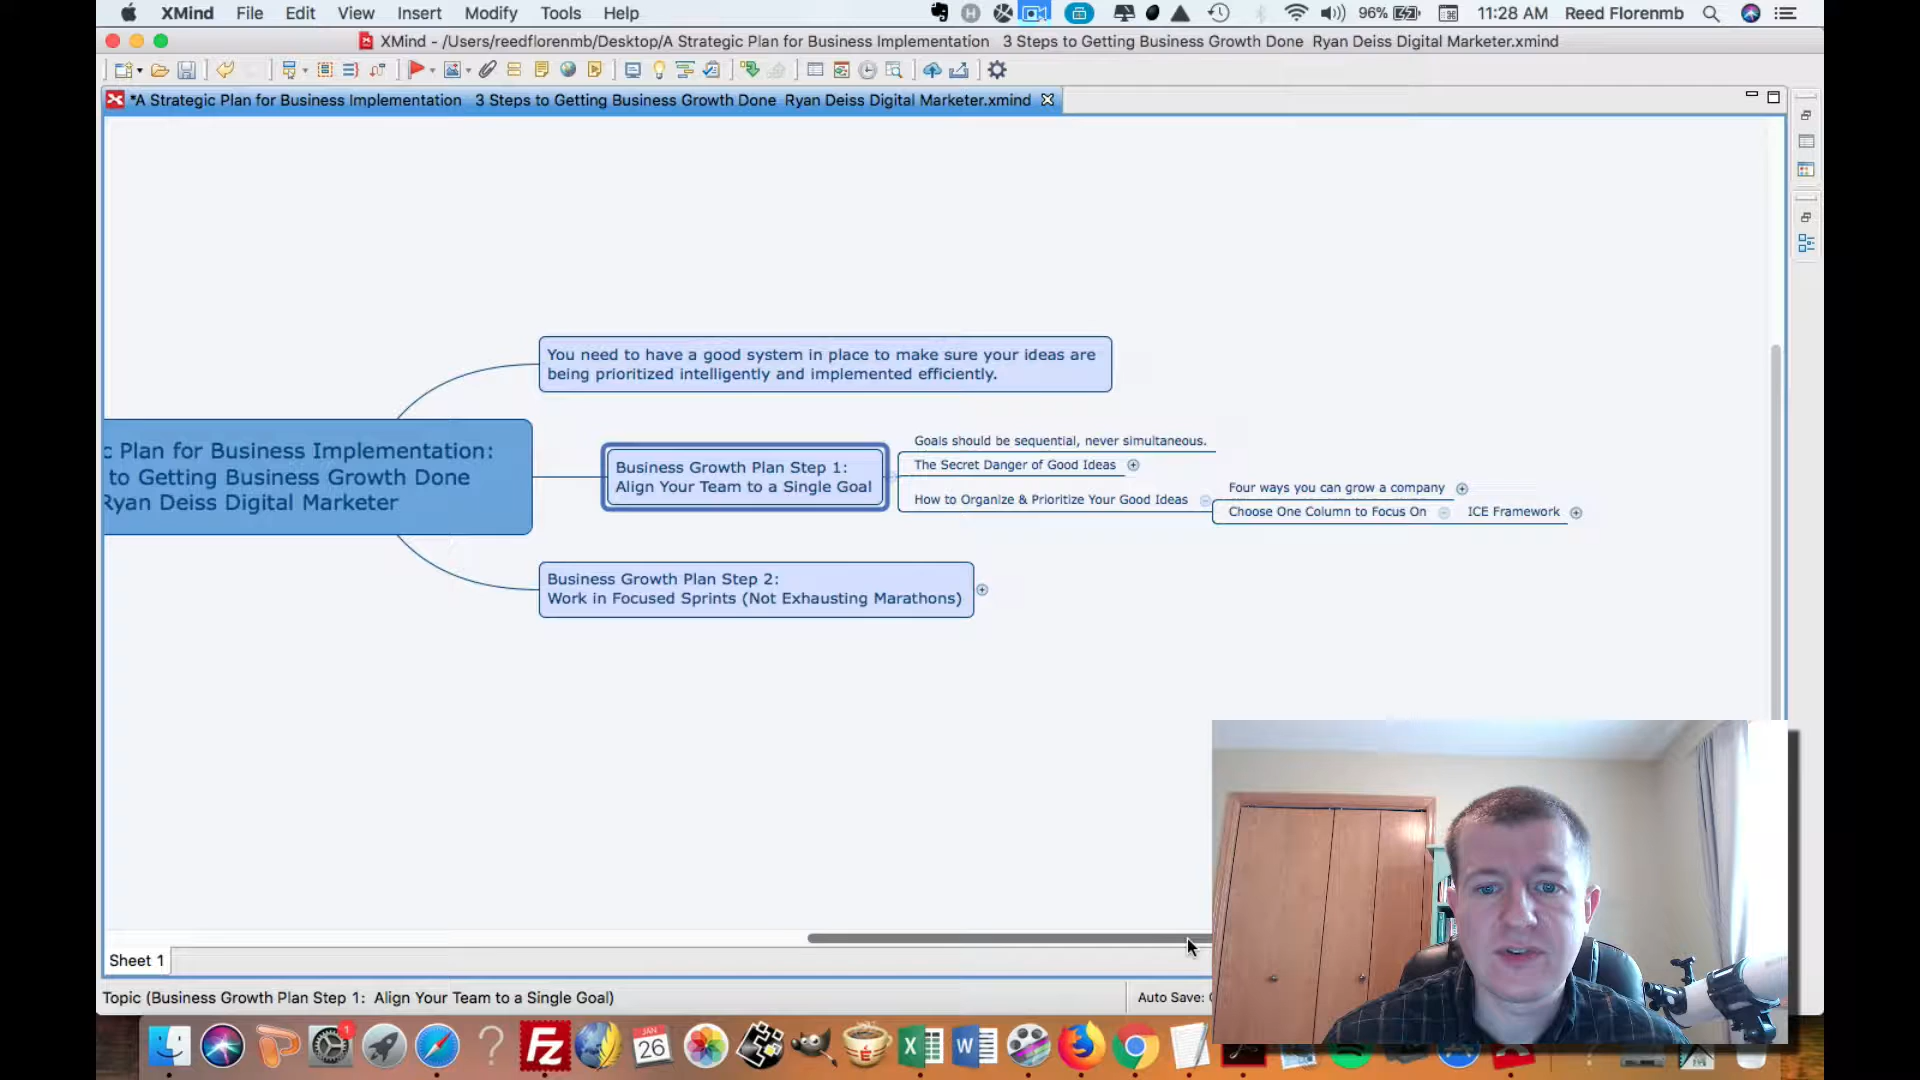 XMind File Edit View Insert Modify Tools Help 96% 11:28 AM Reed Florenmb
XMind - /Users/reedflorenmb/Desktop/A Strategic Plan for Business Implementation 3 Steps to Getting Business Growth Done Ryan Deiss Digital Marketer.xmind
*A Strategic Plan for Business Implementation 3 Steps to Getting Business Growth Done Ryan Deiss Digital Marketer.xmind
You need to have a good system in place to make sure your ideas are
being prioritized intelligently and implemented efficiently.
c Plan for Business Implementation:
to Getting Business Growth Done
Ryan Deiss Digital Marketer
Business Growth Plan Step 1:
Align Your Team to a Single Goal
Goals should be sequential, never simultaneous.
The Secret Danger of Good Ideas
How to Organize & Prioritize Your Good Ideas
Four ways you can grow a company
Choose One Column to Focus On
ICE Framework
Business Growth Plan Step 2:
Work in Focused Sprints (Not Exhausting Marathons)
Sheet 1
Topic (Business Growth Plan Step 1: Align Your Team to a Single Goal)
Auto Save:
1
Fz
JAN
26
X
W